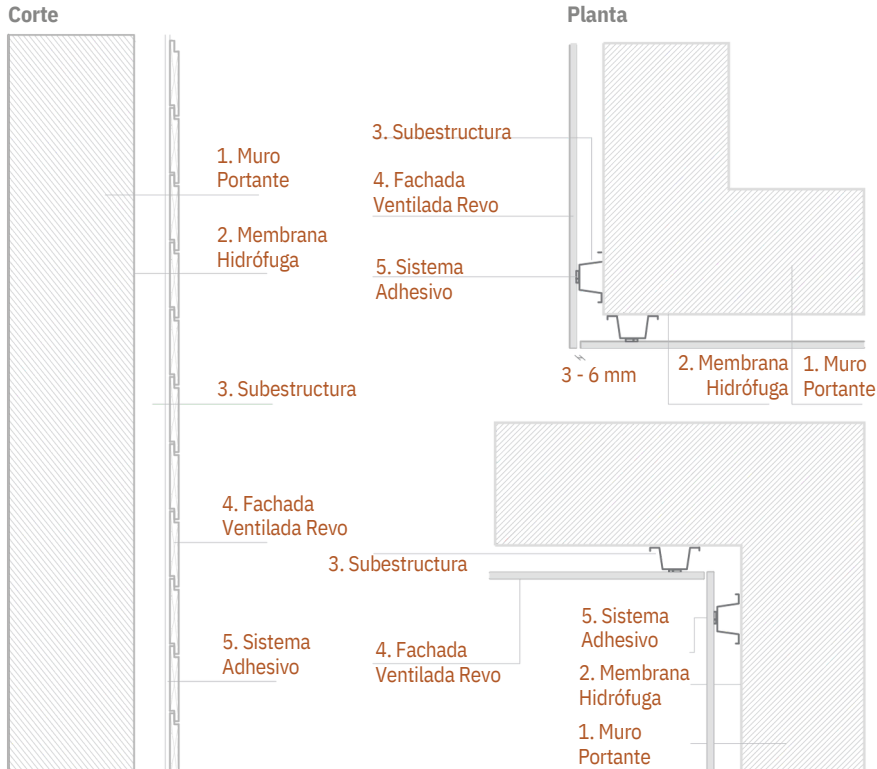 Corte
1. Muro
Portante
2. Membrana
Hidrófuga
3. Subestructura
4. Fachada
Ventilada Revo
5. Sistema
Adhesivo
Planta
3. Subestructura
4. Fachada
Ventilada Revo
5. Sistema
Adhesivo
3 - 6 mm
2. Membrana
Hidrófuga
1. Muro
Portante
3. Subestructura
4. Fachada
Ventilada Revo
5. Sistema
Adhesivo
2. Membrana
Hidrófuga
1. Muro
Portante